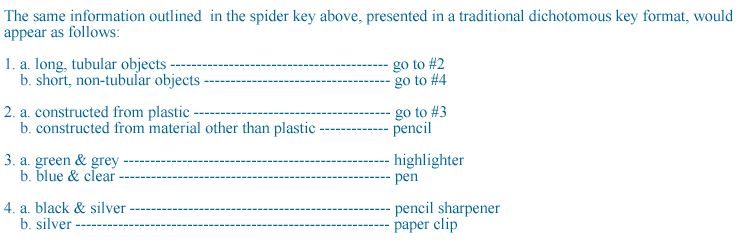 The same information outlined in the spider key above, presented in a traditional dichotomous key format, would
appear as follows:
1. a. long, tubular objects ---------------------------------------- go to #2
b. short, non-tubular objects ---------------------------------- go to #4
2. a. constructed from plastic ------------------------------------ go to #3
b. constructed from material other than plastic ------------- pencil
3. a. green & grey ------------------------------------------------- highlighter
b. blue & clear -------------------------------------------------- pen
4. a. black & silver ------------------------------------------------ pencil sharpener
b. silver ---------------------------------------------------------- paper clip